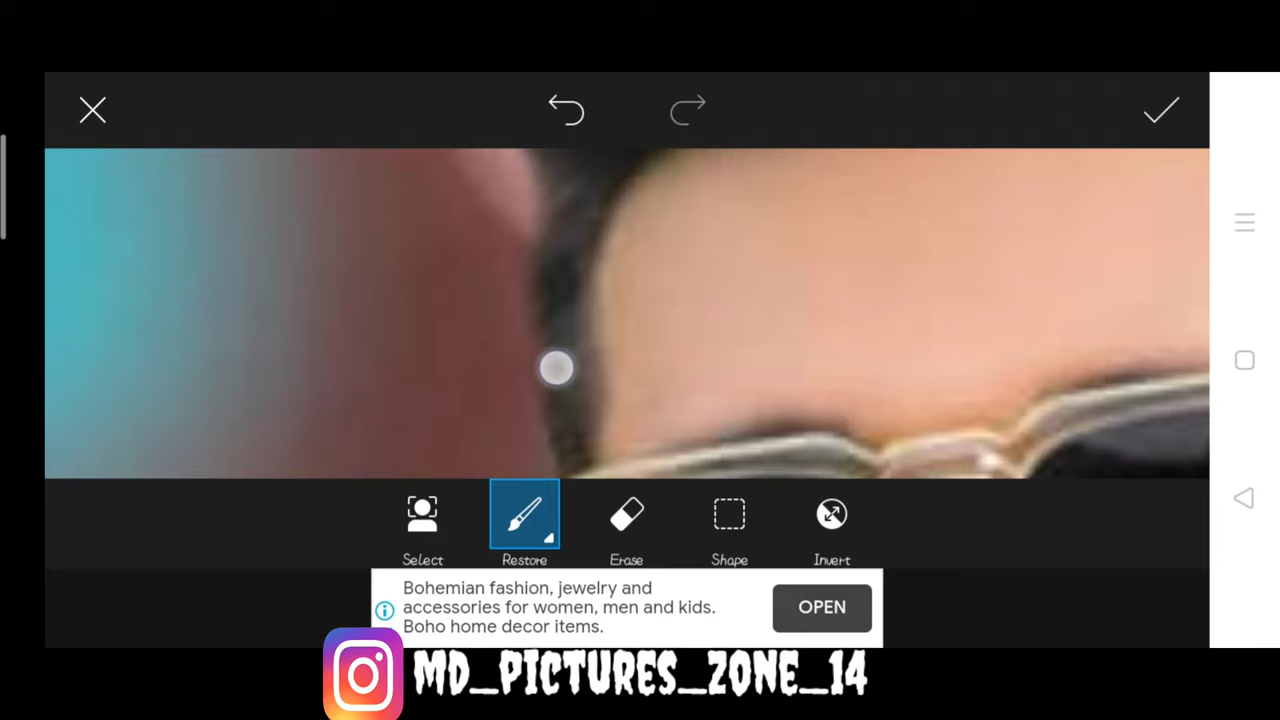 Select
Restore
Erase
Shape
Invert
Bohemian fashion, jewelry and
accessories for women, men and kids.
Boho home decor items.
OPEN
MD_PICTURES_ZONE_14